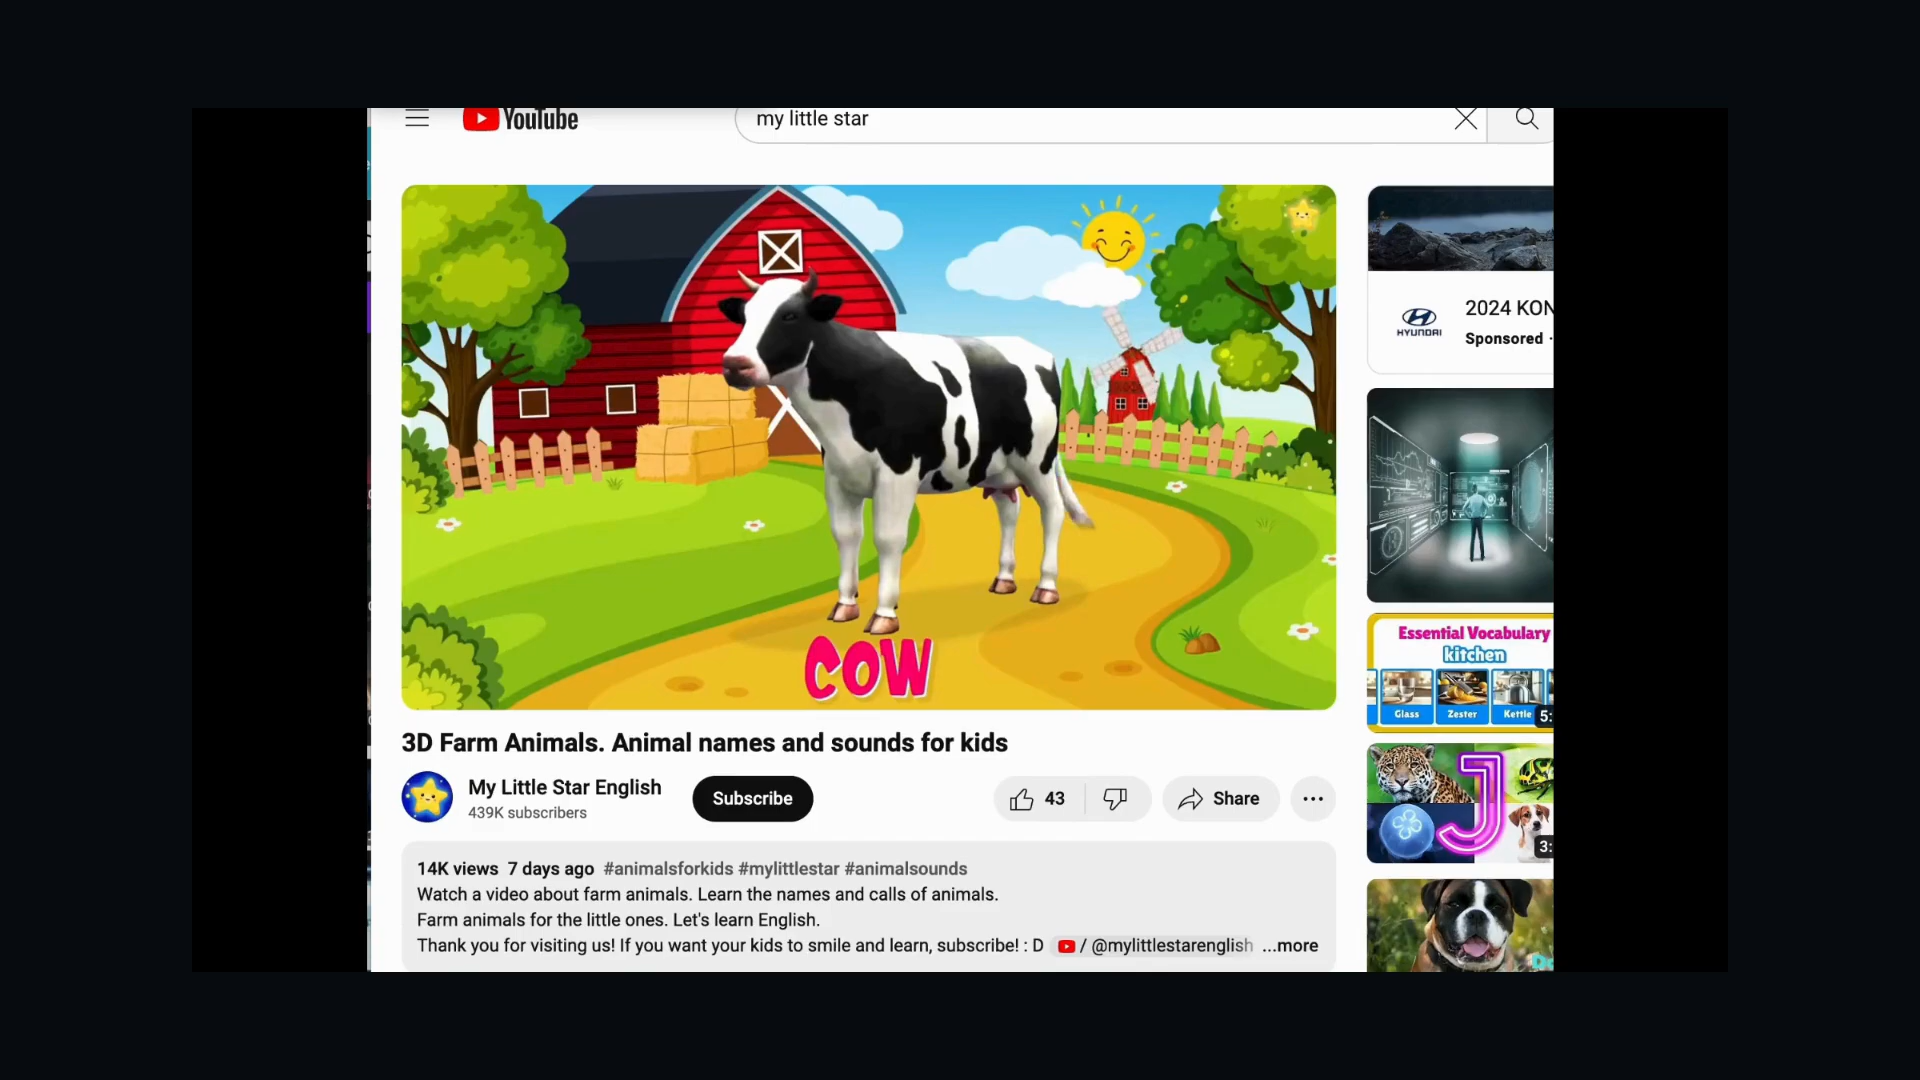 YouTube
my little star
COW
3D Farm Animals. Animal names and sounds for kids
My Little Star English
439K subscribers
Subscribe
43
Share
14K views 7 days ago #animalsforkids #mylittlestar #animalsounds
Watch a video about farm animals. Learn the names and calls of animals.
Farm animals for the little ones. Let's learn English.
Thank you for visiting us! If you want your kids to smile and learn, subscribe! : D / @mylittlestarenglish ...more
HYUNDAI
2024 KON
Sponsored ·
Essential Vocabulary
kitchen
Glass Zester Kettle
5:
J
3: